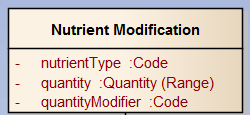 Nutrient Modification
- nutrientType :Code
- quantity :Quantity (Range)
- quantityModifier :Code